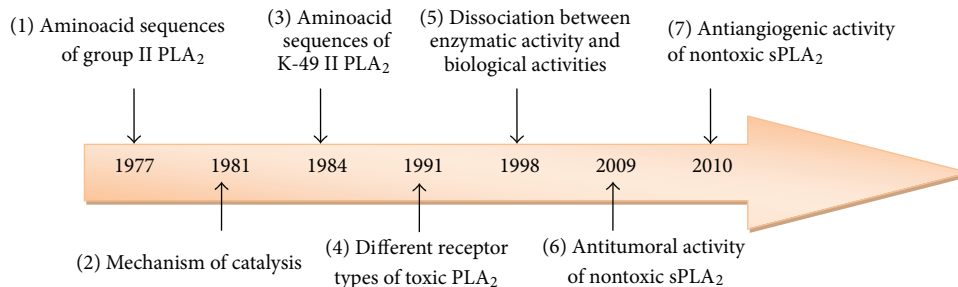 (1) Aminoacid sequences
of group II PLA₂
(3) Aminoacid
sequences of
K-49 II PLA₂
(5) Dissociation between
enzymatic activity and
biological activities
(7) Antiangiogenic activity
of nontoxic sPLA₂
1977 1981 1984 1991 1998 2009 2010
(2) Mechanism of catalysis
(4) Different receptor
types of toxic PLA₂
(6) Antitumoral activity
of nontoxic sPLA₂